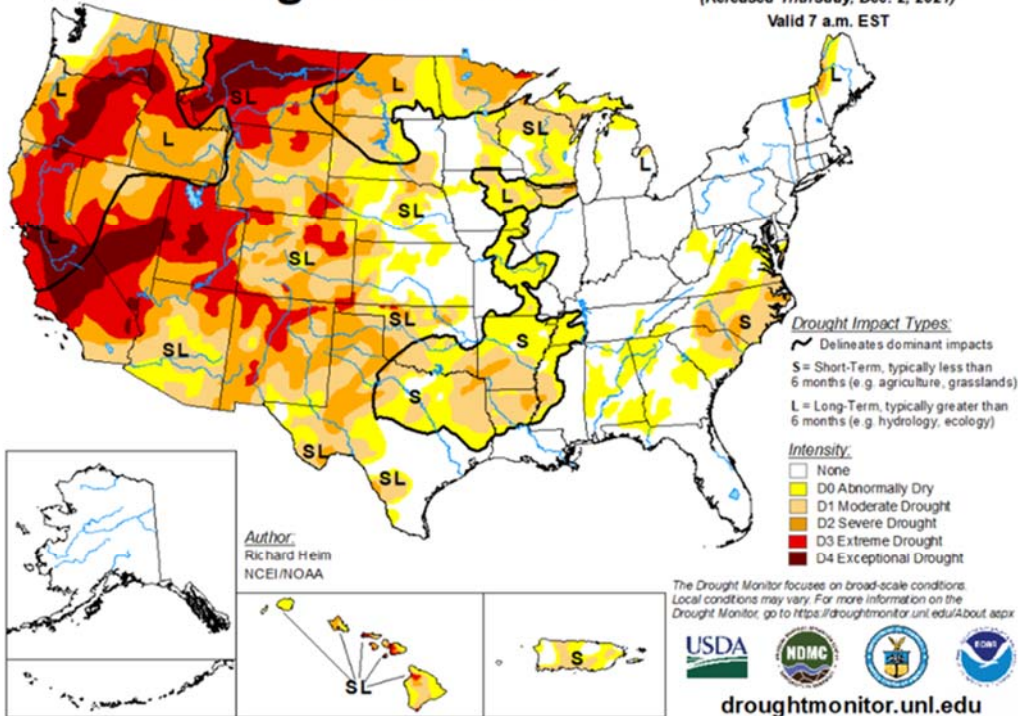 (Released Thursday, Dec. 2, 2021)
Valid 7 a.m. EST
L
L
SL
L
SL
L
L
L
SL
L
SL
SL
SL
S
S
S
SL
SL
SL
Drought Impact Types:
Delineates dominant impacts
S = Short-Term, typically less than
6 months (e.g. agriculture, grasslands)
L = Long-Term, typically greater than
6 months (e.g. hydrology, ecology)
Intensity:
None
D0 Abnormally Dry
D1 Moderate Drought
D2 Severe Drought
D3 Extreme Drought
D4 Exceptional Drought
Author:
Richard Heim
NCEI/NOAA
The Drought Monitor focuses on broad-scale conditions.
Local conditions may vary. For more information on the
Drought Monitor, go to https://droughtmonitor.unl.edu/About.aspx
SL
S
USDA
NDMC
droughtmonitor.unl.edu